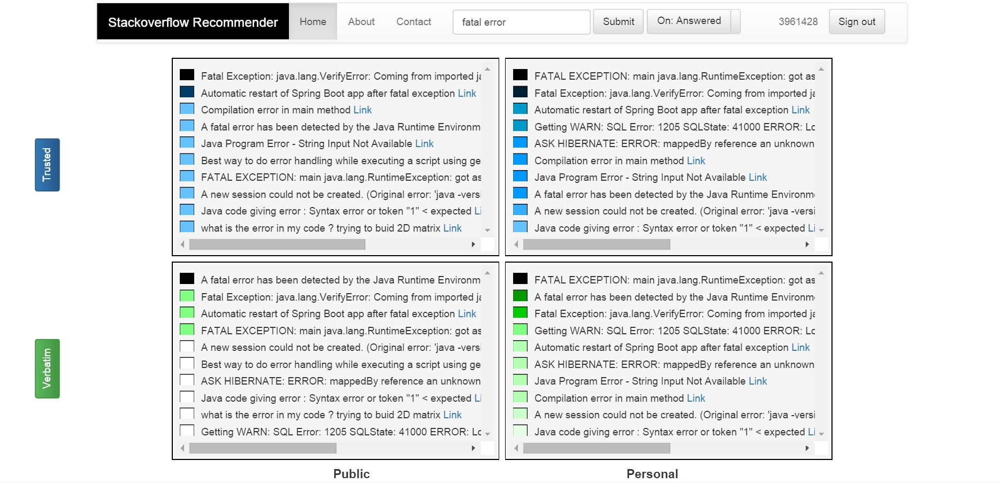 Stackoverflow Recommender Home About Contact fatal error Submit On: Answered 3961428 Sign out
Trusted
Fatal Exception: java.lang.VerifyError: Coming from imported ja
Automatic restart of Spring Boot app after fatal exception Link
Compilation error in main method Link
A fatal error has been detected by the Java Runtime Environm
Java Program Error - String Input Not Available Link
Best way to do error handling while executing a script using ge
FATAL EXCEPTION: main java.lang.RuntimeException: got as
A new session could not be created. (Original error: 'java -versi
Java code giving error : Syntax error or token "1" < expected Li
what is the error in my code ? trying to buid 2D matrix Link
FATAL EXCEPTION: main java.lang.RuntimeException: got as
Fatal Exception: java.lang.VerifyError: Coming from imported ja
Automatic restart of Spring Boot app after fatal exception Link
Getting WARN: SQL Error: 1205 SQLState: 41000 ERROR: Lo
ASK HIBERNATE: ERROR: mappedBy reference an unknown
Compilation error in main method Link
Java Program Error - String Input Not Available Link
A fatal error has been detected by the Java Runtime Environm
A new session could not be created. (Original error: 'java -versi
Java code giving error : Syntax error or token "1" < expected Li
Verbatim
A fatal error has been detected by the Java Runtime Environm
Fatal Exception: java.lang.VerifyError: Coming from imported ja
Automatic restart of Spring Boot app after fatal exception Link
FATAL EXCEPTION: main java.lang.RuntimeException: got as
A new session could not be created. (Original error: 'java -versi
Best way to do error handling while executing a script using ge
ASK HIBERNATE: ERROR: mappedBy reference an unknown
Java code giving error : Syntax error or token "1" < expected Li
what is the error in my code ? trying to buid 2D matrix Link
Getting WARN: SQL Error: 1205 SQLState: 41000 ERROR: Lo
FATAL EXCEPTION: main java.lang.RuntimeException: got as
A fatal error has been detected by the Java Runtime Environm
Fatal Exception: java.lang.VerifyError: Coming from imported ja
Getting WARN: SQL Error: 1205 SQLState: 41000 ERROR: Lo
Automatic restart of Spring Boot app after fatal exception Link
ASK HIBERNATE: ERROR: mappedBy reference an unknown
Java Program Error - String Input Not Available Link
Compilation error in main method Link
A new session could not be created. (Original error: 'java -versi
Java code giving error : Syntax error or token "1" < expected Li
Public Personal